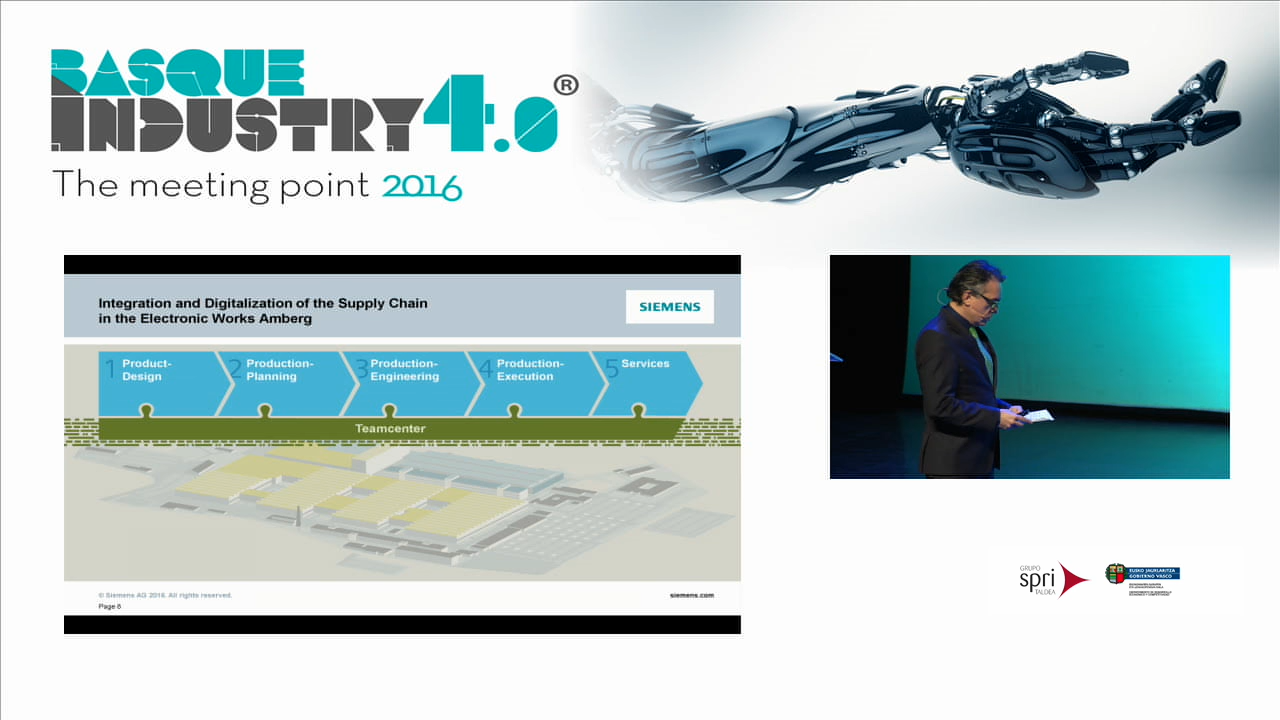 BASQUE
INDUSTRY 4.0®
The meeting point 2016
Integration and Digitalization of the Supply Chain
in the Electronic Works Amberg
SIEMENS
1 Product-
Design
2 Production-
Planning
3 Production-
Engineering
4 Production-
Execution
5 Services
Teamcenter
© Siemens AG 2016. All rights reserved.
siemens.com
Page 8
GRUPO
spri
TALDEA
EUSKO JAURLARITZA
GOBIERNO VASCO